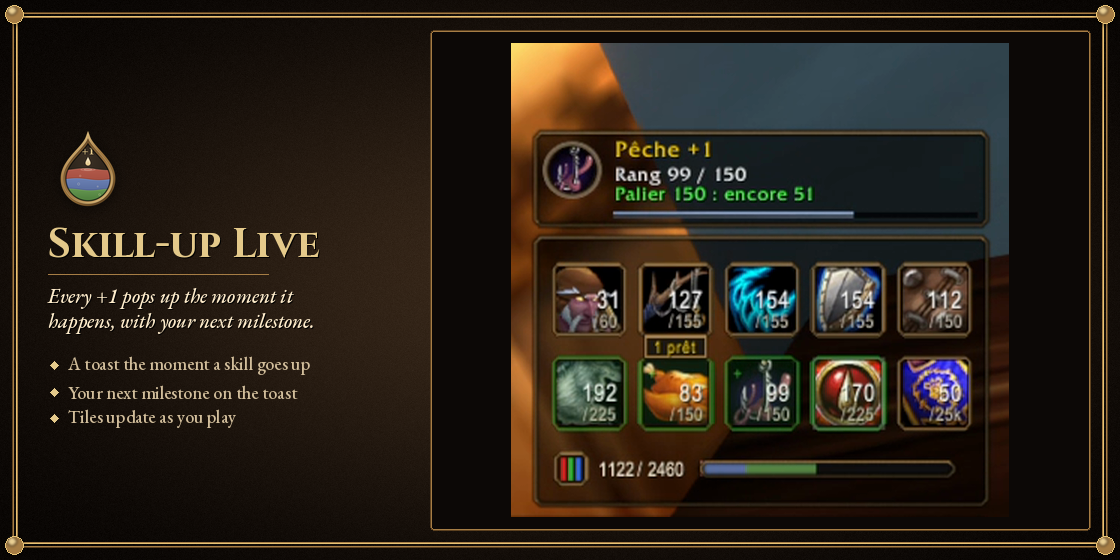 +1
Skill-up Live
Every +1 pops up the moment it
happens, with your next milestone.
A toast the moment a skill goes up
Your next milestone on the toast
Tiles update as you play
Pêche +1
Rang 99 / 150
Palier 150 : encore 51
31 127 154 154 112
/60 /155 /155 /155 /150
1 prêt
192 83 99 170 50
/225 /150 /150 /225 /25k
1122 / 2460